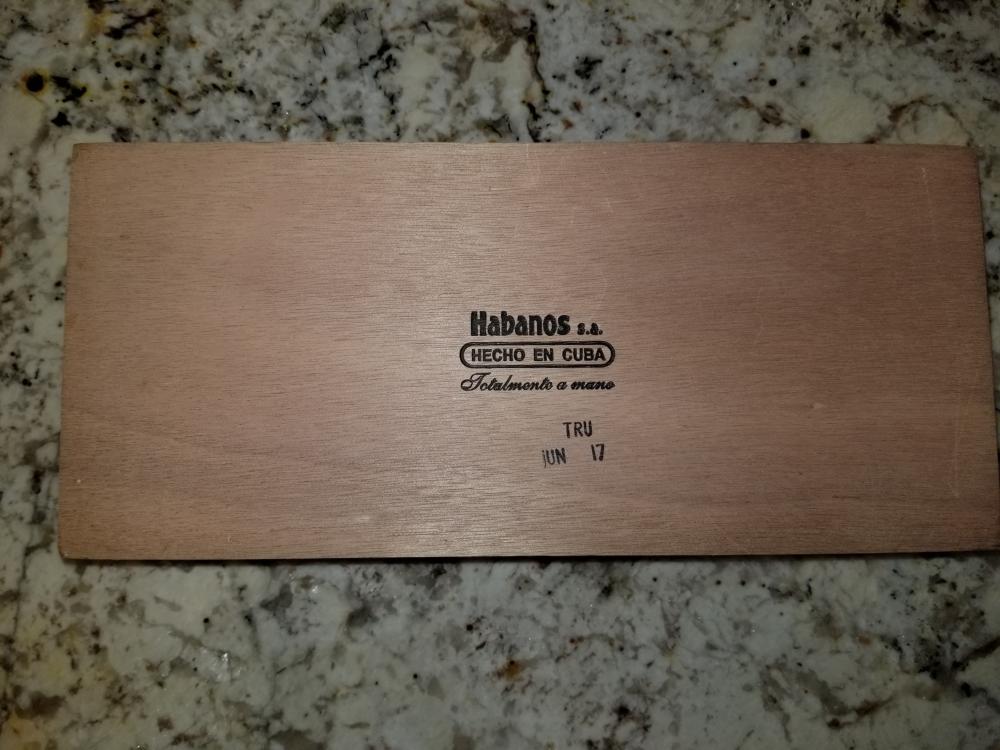 Habanos s.a.
HECHO EN CUBA
Totalmente a mano
TRU
JUN 17